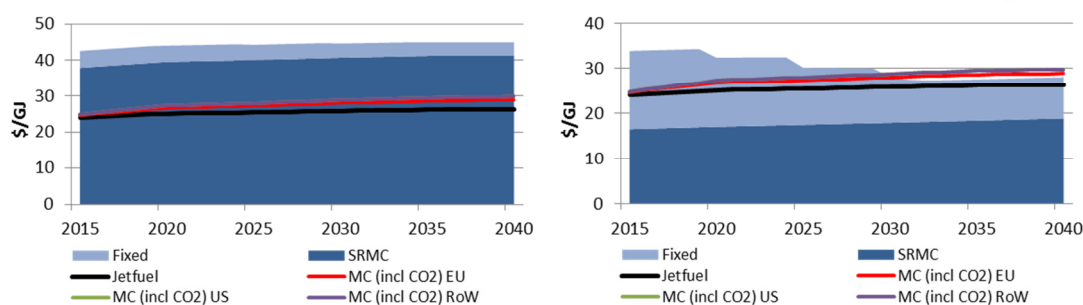 50
40
30
20
10
0
$/GJ
2015 2020 2025 2030 2035 2040
Fixed SRMC
Jetfuel MC (incl CO2) EU
MC (incl CO2) US MC (incl CO2) RoW
40
30
20
10
0
$/GJ
2015 2020 2025 2030 2035 2040
Fixed SRMC
Jetfuel MC (incl CO2) EU
MC (incl CO2) US MC (incl CO2) RoW